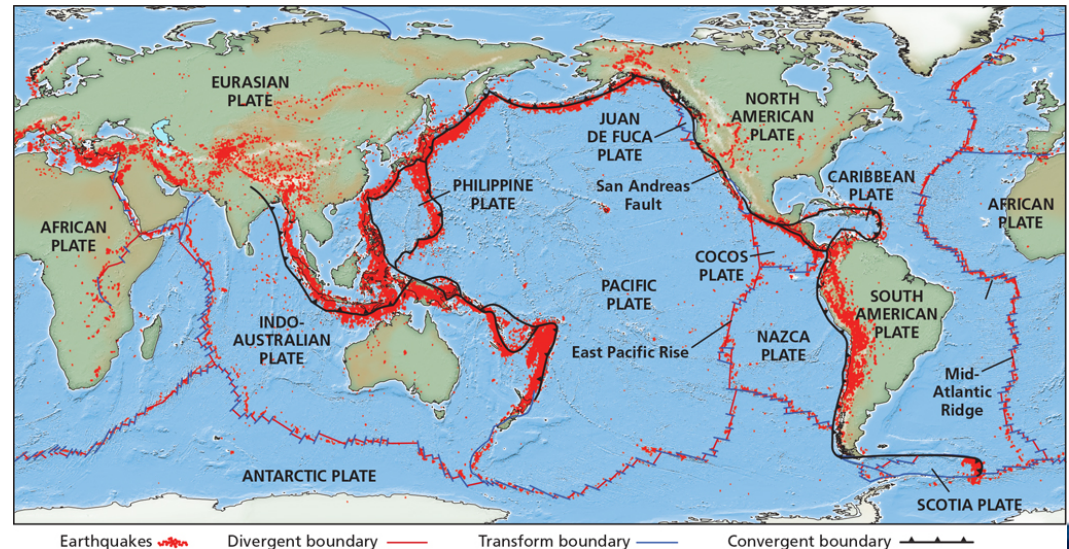 EURASIAN
PLATE
NORTH
AMERICAN
PLATE
JUAN
DE FUCA
PLATE
San Andreas
Fault
PHILIPPINE
PLATE
CARIBBEAN
PLATE
AFRICAN
PLATE
AFRICAN
PLATE
COCOS
PLATE
PACIFIC
PLATE
SOUTH
AMERICAN
PLATE
INDO-
AUSTRALIAN
PLATE
East Pacific Rise
NAZCA
PLATE
Mid-
Atlantic
Ridge
ANTARCTIC PLATE
SCOTIA PLATE
Earthquakes
Divergent boundary
Transform boundary
Convergent boundary